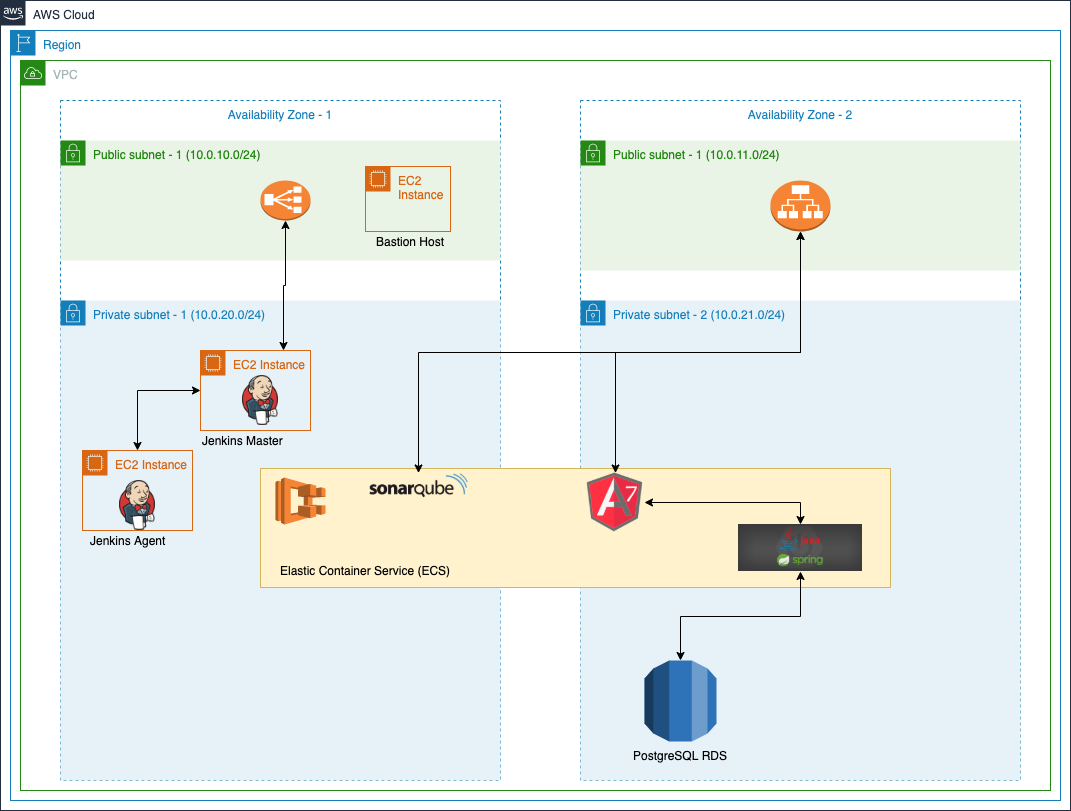 aws
AWS Cloud
Region
VPC
Availability Zone - 1
Availability Zone - 2
Public subnet - 1 (10.0.10.0/24)
Public subnet - 1 (10.0.11.0/24)
EC2
Instance
Bastion Host
Private subnet - 1 (10.0.20.0/24)
Private subnet - 2 (10.0.21.0/24)
EC2 Instance
Jenkins Master
EC2 Instance
Jenkins Agent
sonarqube
A7
java
spring
Elastic Container Service (ECS)
PostgreSQL RDS